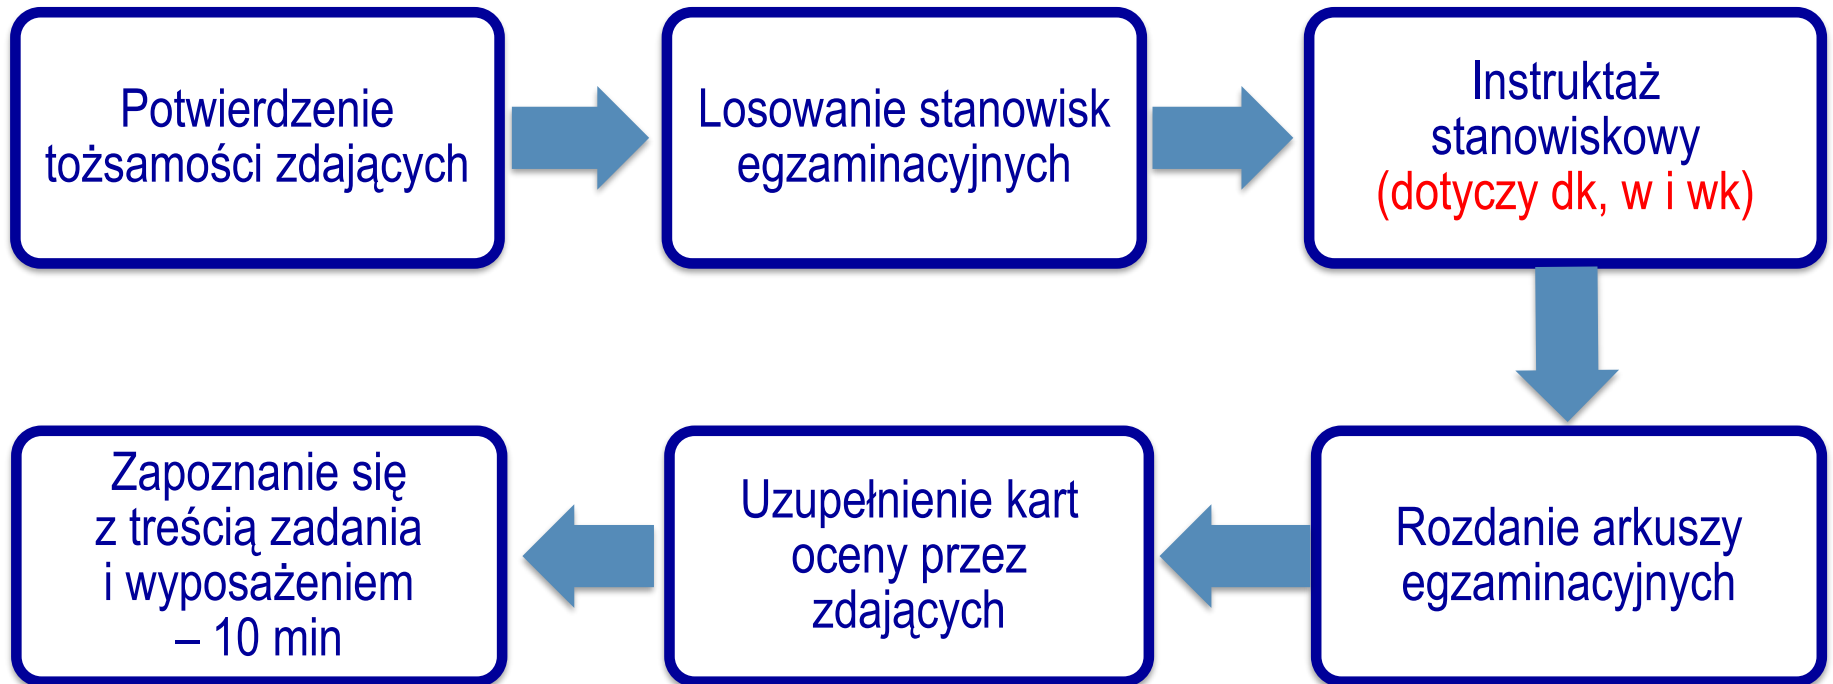 Potwierdzenie
tożsamości zdających
Losowanie stanowisk
egzaminacyjnych
Instruktaż
stanowiskowy
(dotyczy dk, w i wk)
Rozdanie arkuszy
egzaminacyjnych
Uzupełnienie kart
oceny przez
zdających
Zapoznanie się
z treścią zadania
i wyposażeniem
– 10 min